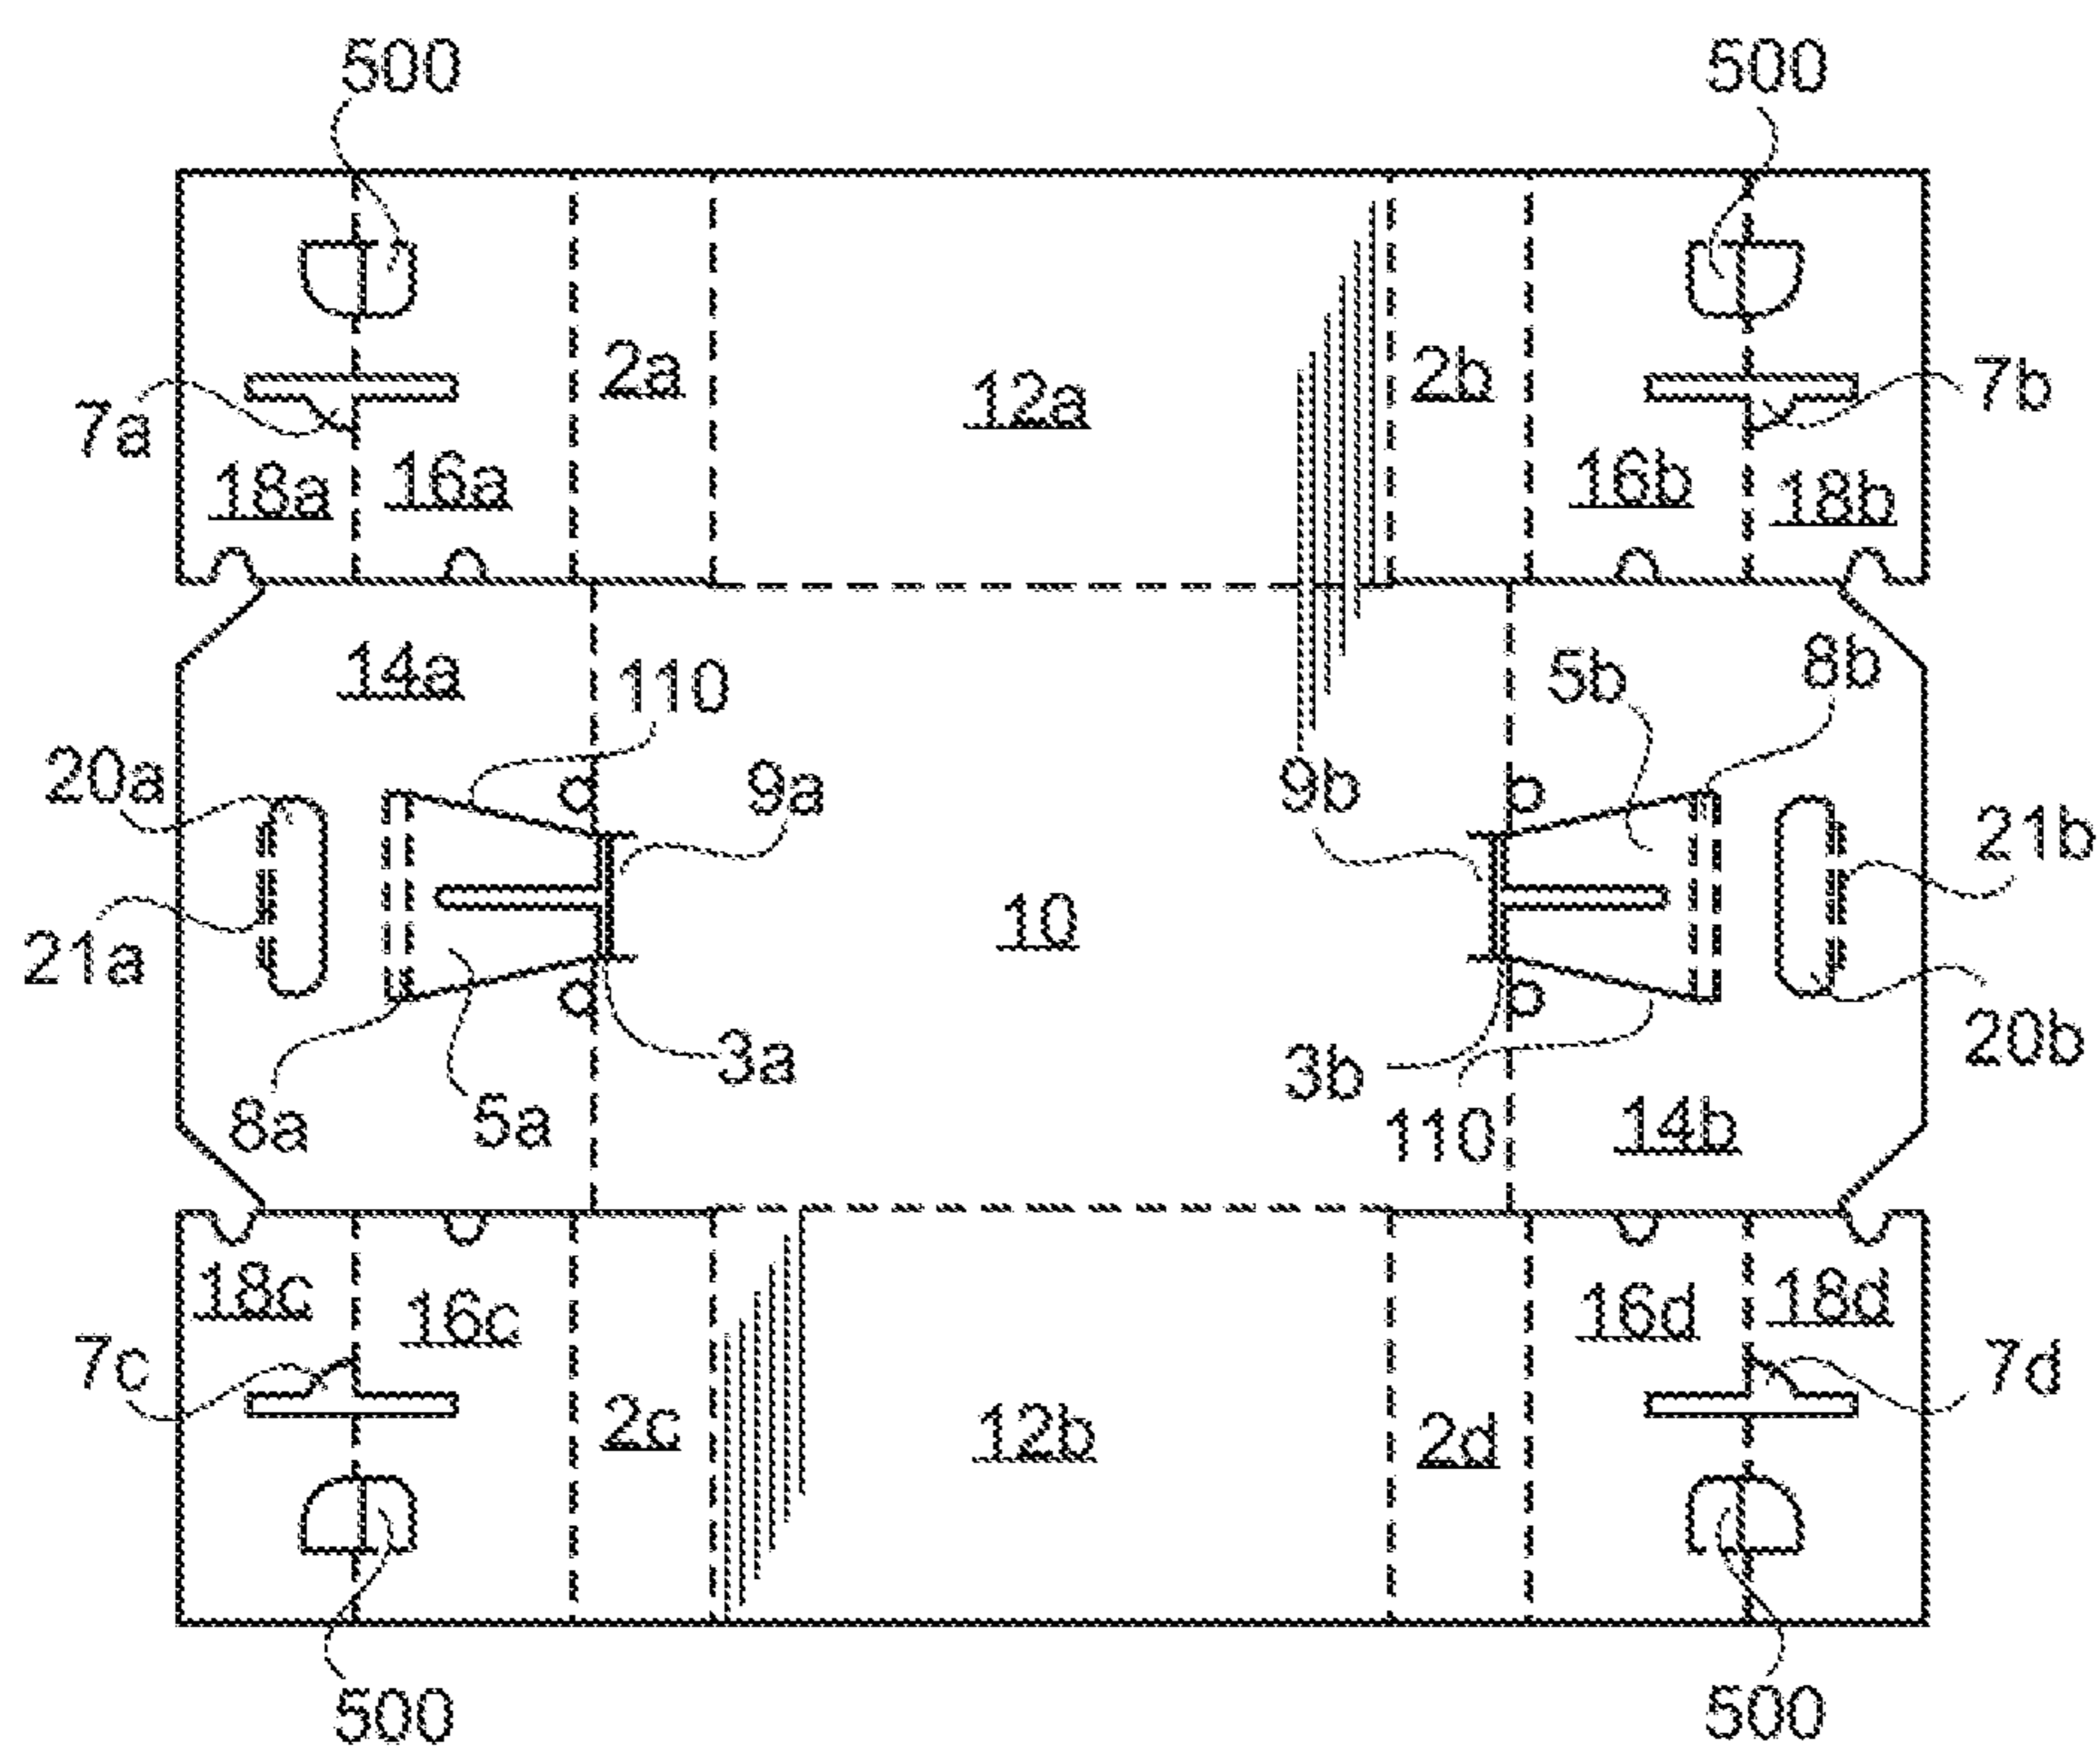 500 500
2a 2b
12a
7a 7b
18a 16a 16b 18b
14a 110 5b 8b
20a 9a 9b 21b
21a 10
3a 3b 20b
8a 5a 110 14b
18c 16c 16d 18d
7c 7d
2c 12b 2d
500 500